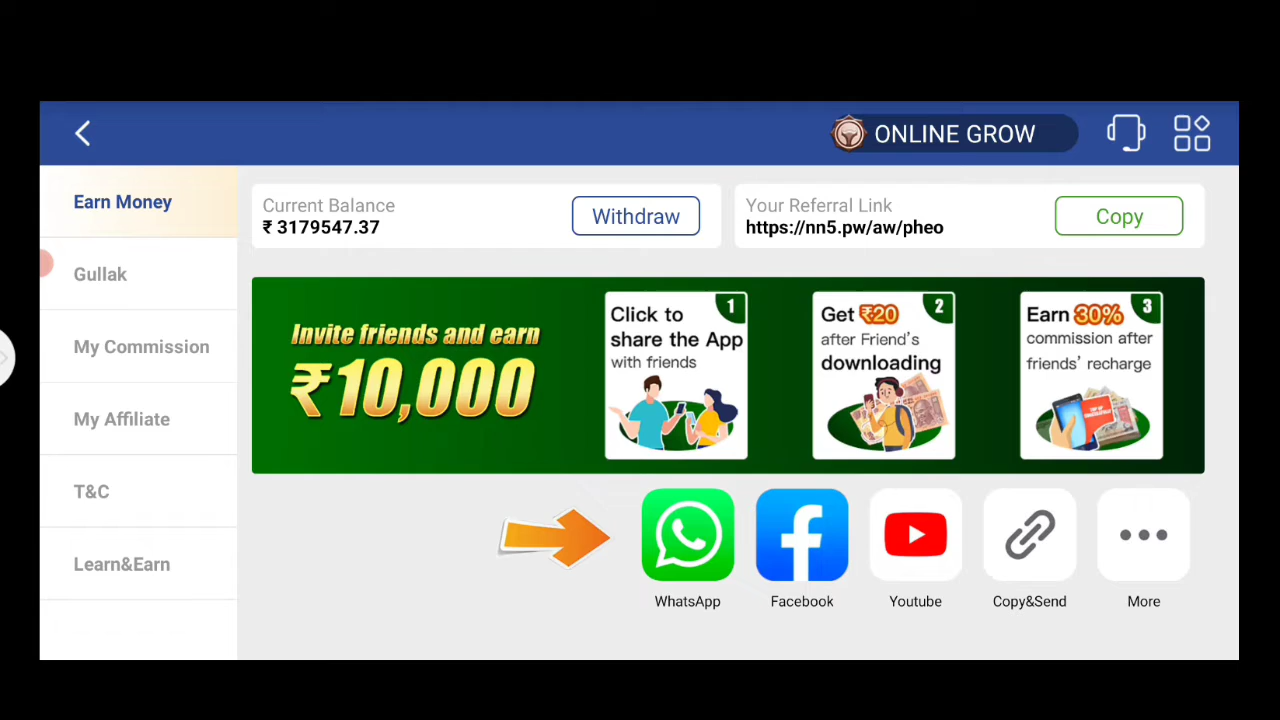 ONLINE GROW
Earn Money
Gullak
My Commission
My Affiliate
T&C
Learn&Earn
Current Balance
₹ 3179547.37
Withdraw
Your Referral Link
https://nn5.pw/aw/pheo
Copy
Invite friends and earn
₹10,000
1
Click to
share the App
with friends
2
Get ₹20
after Friend's
downloading
3
Earn 30%
commission after
friends' recharge
WhatsApp
Facebook
Youtube
Copy&Send
More